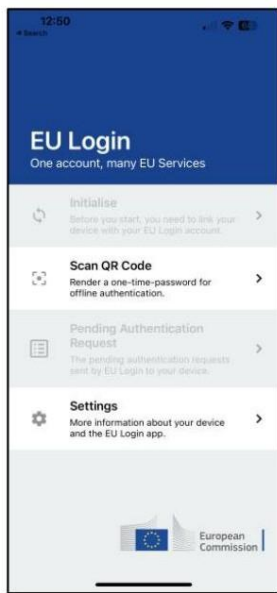 12:50
◀ Search
EU Login
One account, many EU Services
Initialise
Before you start, you need to link your
device with your EU Login account.
Scan QR Code
Render a one-time-password for
offline authentication.
Pending Authentication
Request
The pending authentication requests
sent by EU Login to your device.
Settings
More information about your device
and the EU Login app.
European
Commission